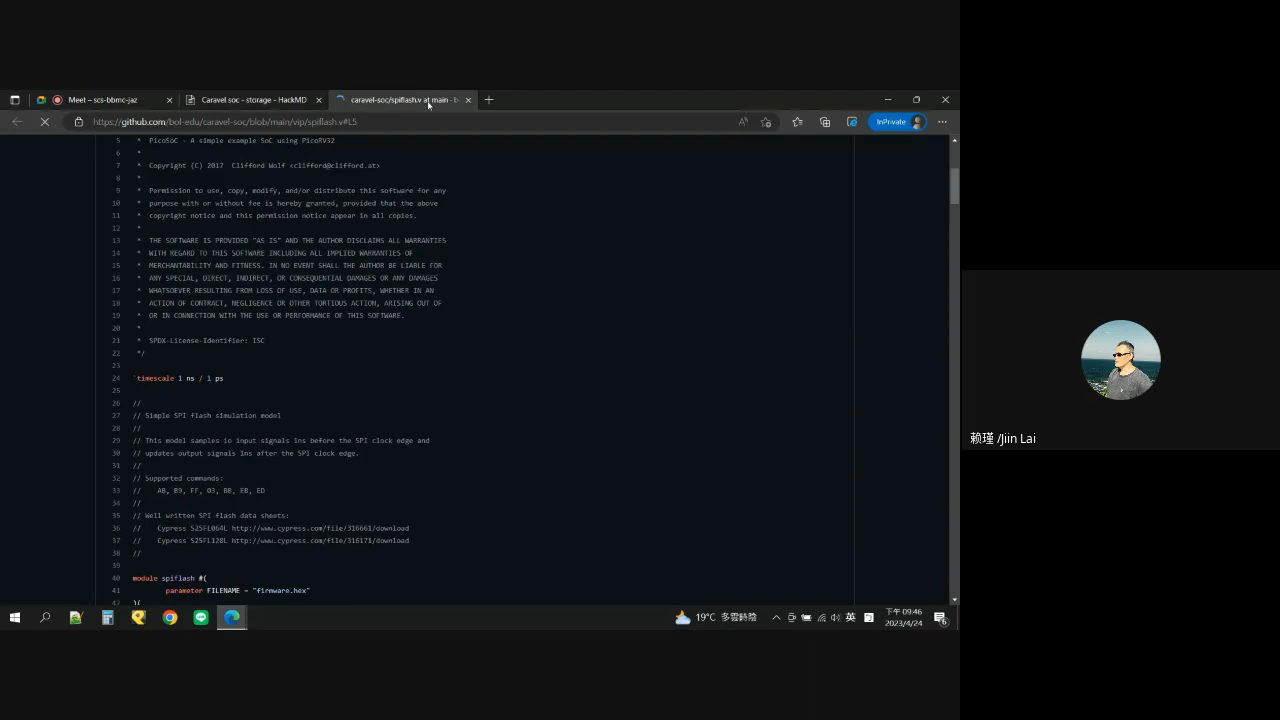 Meet – scs-bbmc-jaz
Caravel soc - storage - HackMD
caravel-soc/spiflash.v at main · b
https://github.com/bol-edu/caravel-soc/blob/main/vip/spiflash.v#L5
InPrivate
5 * PicoSoC - A simple example SoC using PicoRV32
6 *
7 * Copyright (C) 2017 Clifford Wolf <clifford@clifford.at>
8 *
9 * Permission to use, copy, modify, and/or distribute this software for any
10 * purpose with or without fee is hereby granted, provided that the above
11 * copyright notice and this permission notice appear in all copies.
12 *
13 * THE SOFTWARE IS PROVIDED "AS IS" AND THE AUTHOR DISCLAIMS ALL WARRANTIES
14 * WITH REGARD TO THIS SOFTWARE INCLUDING ALL IMPLIED WARRANTIES OF
15 * MERCHANTABILITY AND FITNESS. IN NO EVENT SHALL THE AUTHOR BE LIABLE FOR
16 * ANY SPECIAL, DIRECT, INDIRECT, OR CONSEQUENTIAL DAMAGES OR ANY DAMAGES
17 * WHATSOEVER RESULTING FROM LOSS OF USE, DATA OR PROFITS, WHETHER IN AN
18 * ACTION OF CONTRACT, NEGLIGENCE OR OTHER TORTIOUS ACTION, ARISING OUT OF
19 * OR IN CONNECTION WITH THE USE OR PERFORMANCE OF THIS SOFTWARE.
20 *
21 * SPDX-License-Identifier: ISC
22 */
23
24 `timescale 1 ns / 1 ps
25
26 //
27 // Simple SPI flash simulation model
28 //
29 // This model samples io input signals 1ns before the SPI clock edge and
30 // updates output signals 1ns after the SPI clock edge.
31 //
32 // Supported commands:
33 // AB, B9, FF, 03, BB, EB, ED
34 //
35 // Well written SPI flash data sheets:
36 // Cypress S25FL064L http://www.cypress.com/file/316661/download
37 // Cypress S25FL128L http://www.cypress.com/file/316171/download
38 //
39
40 module spiflash #(
41 parameter FILENAME = "firmware.hex"
42 )(
赖瑾 /Jiin Lai
19°C 多雲時陰
英
下午 09:46
2023/4/24
6